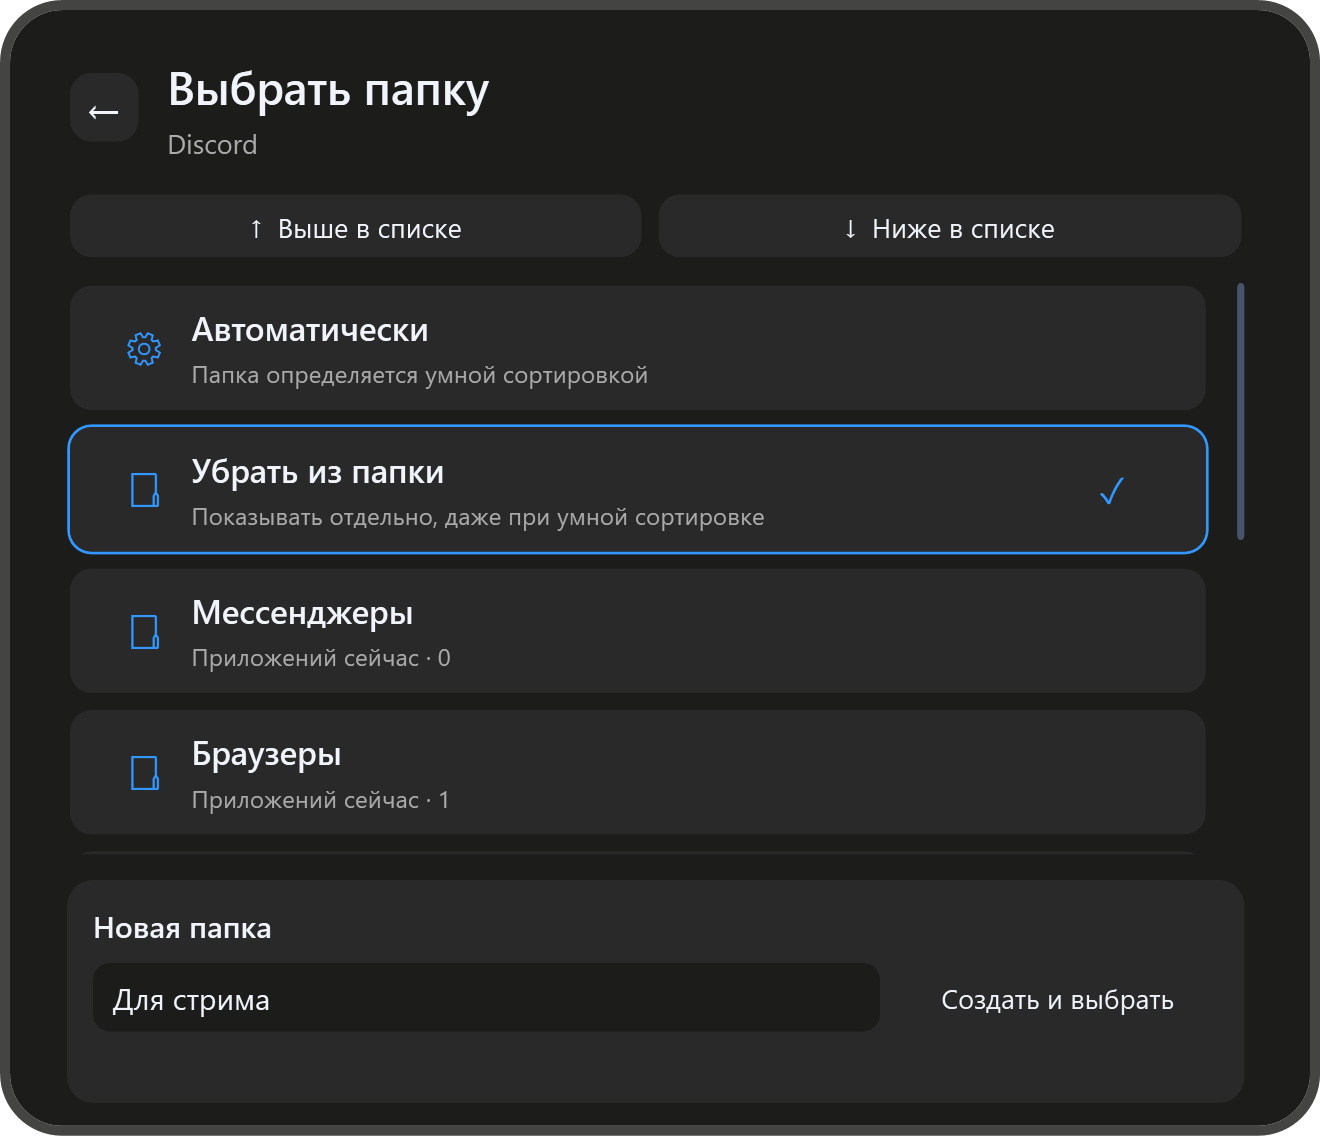 ←
Выбрать папку
Discord
↑ Выше в списке
↓ Ниже в списке
Автоматически
Папка определяется умной сортировкой
Убрать из папки
Показывать отдельно, даже при умной сортировке
✓
Мессенджеры
Приложений сейчас · 0
Браузеры
Приложений сейчас · 1
Новая папка
Для стрима
Создать и выбрать